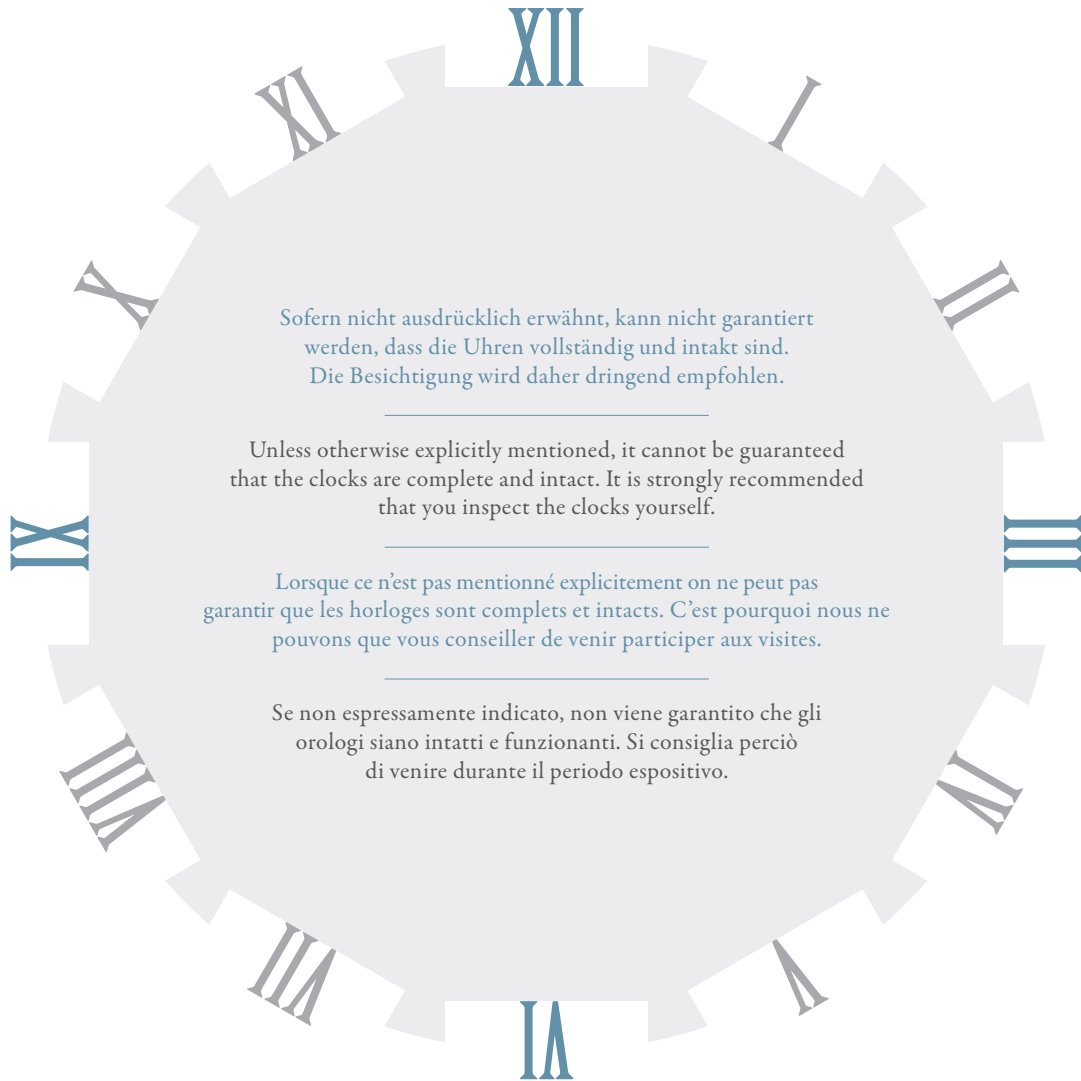 XII
XI
I
X
II
Sofern nicht ausdrücklich erwähnt, kann nicht garantiert
werden, dass die Uhren vollständig und intakt sind.
Die Besichtigung wird daher dringend empfohlen.
Unless otherwise explicitly mentioned, it cannot be guaranteed
that the clocks are complete and intact. It is strongly recommended
that you inspect the clocks yourself.
IX
III
Lorsque ce n’est pas mentionné explicitement on ne peut pas
garantir que les horloges sont complets et intacts. C’est pourquoi nous ne
pouvons que vous conseiller de venir participer aux visites.
Se non espressamente indicato, non viene garantito che gli
orologi siano intatti e funzionanti. Si consiglia perciò
di venire durante il periodo espositivo.
VIII
IV
VII
V
VI